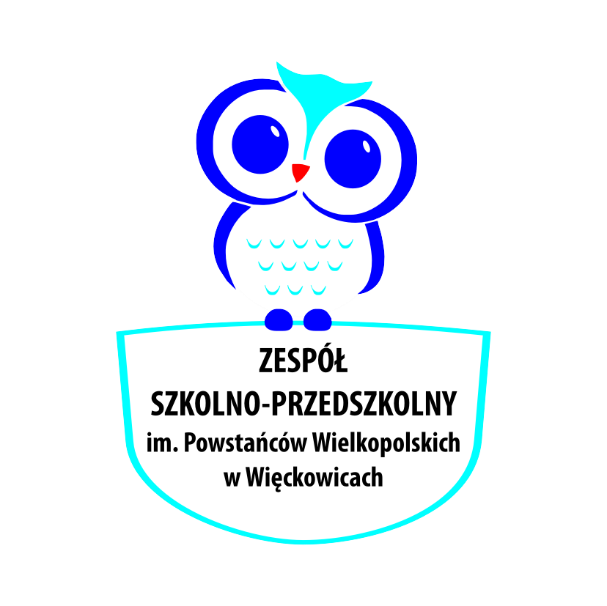 ZESPÓŁ
SZKOLNO-PRZEDSZKOLNY
im. Powstańców Wielkopolskich
w Więckowicach